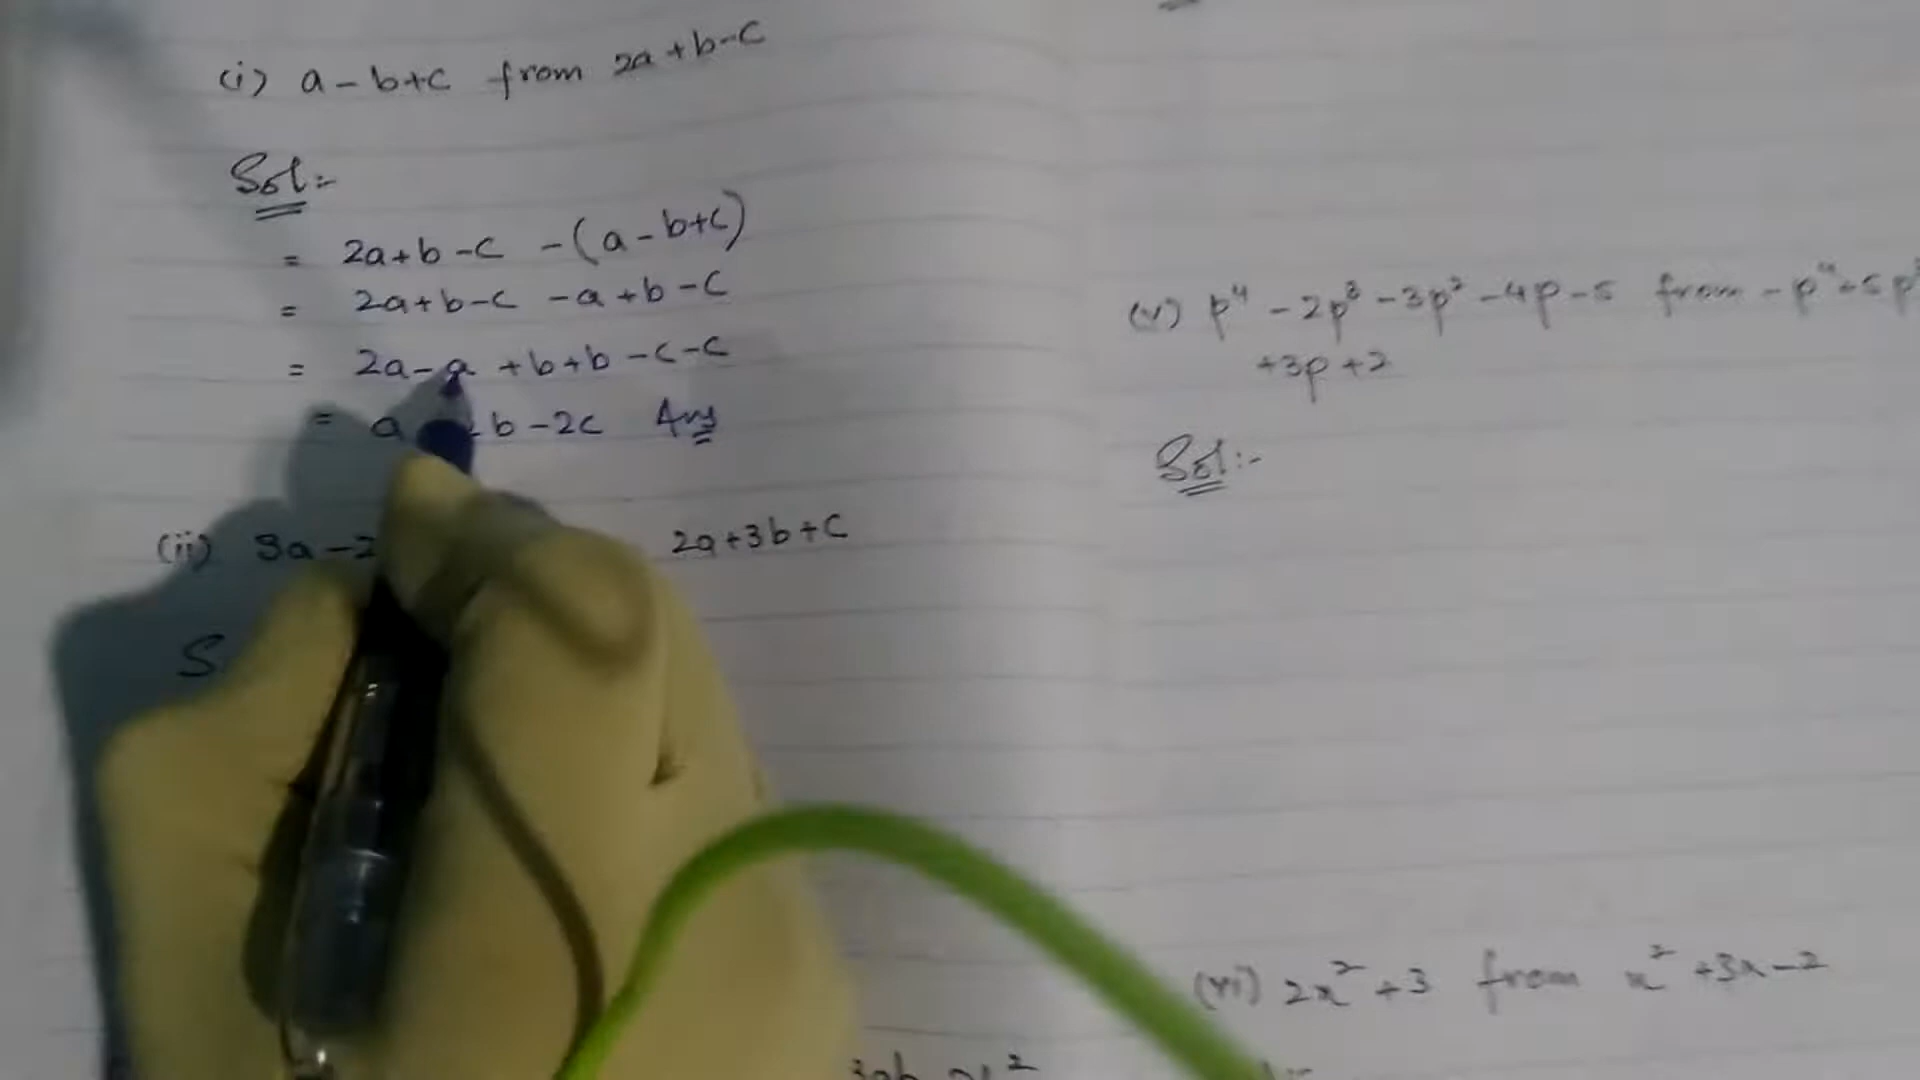 (i) a - b + c from 2a + b - c
Sol:-
= 2a + b - c - (a - b + c)
= 2a + b - c - a + b - c
= 2a - a + b + b - c - c
= a b - 2c Ans
(ii) 3a - 2 2a + 3b + c
S
(v) p⁴ - 2p³ - 3p² - 4p - 5 from - p⁴
+ 3p + 2
Sol:-
(vi) 2x² + 3 from x² + 3x - 2